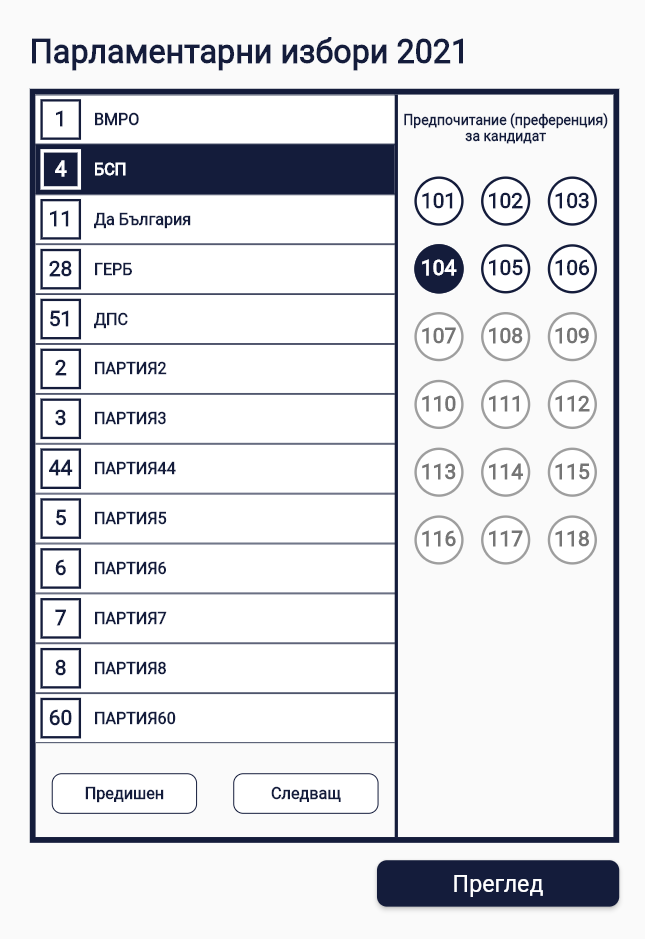 Парламентарни избори 2021
1 ВМРО
4 БСП
11 Да България
28 ГЕРБ
51 ДПС
2 ПАРТИЯ2
3 ПАРТИЯ3
44 ПАРТИЯ44
5 ПАРТИЯ5
6 ПАРТИЯ6
7 ПАРТИЯ7
8 ПАРТИЯ8
60 ПАРТИЯ60
Предишен Следващ
Предпочитание (преференция)
за кандидат
101 102 103
104 105 106
107 108 109
110 111 112
113 114 115
116 117 118
Преглед